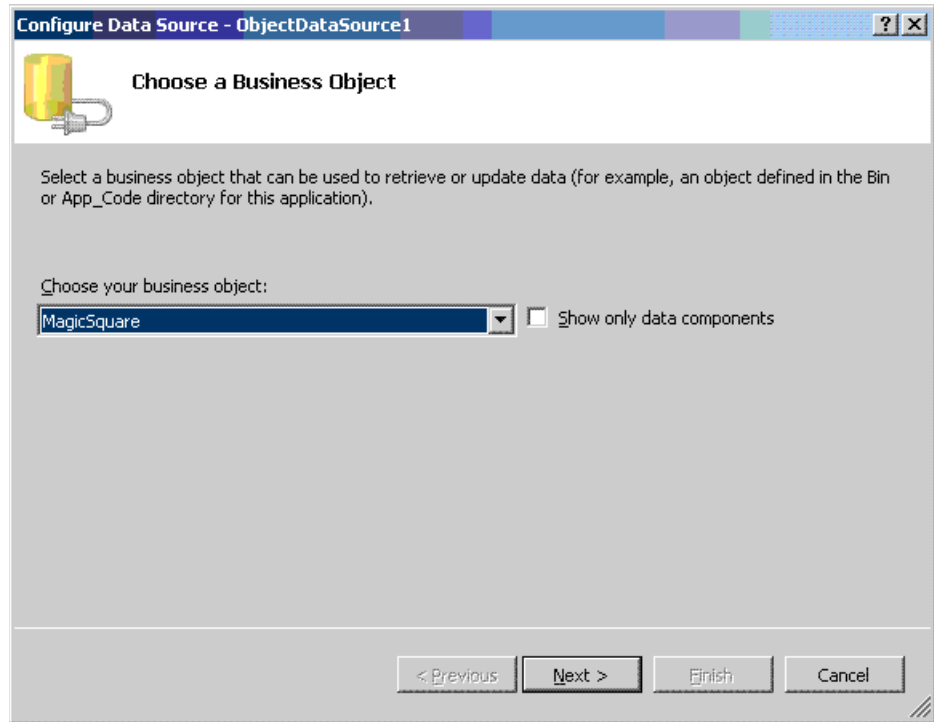 Configure Data Source - ObjectDataSource1
Choose a Business Object
Select a business object that can be used to retrieve or update data (for example, an object defined in the Bin
or App_Code directory for this application).
Choose your business object:
MagicSquare
Show only data components
< Previous
Next >
Finish
Cancel